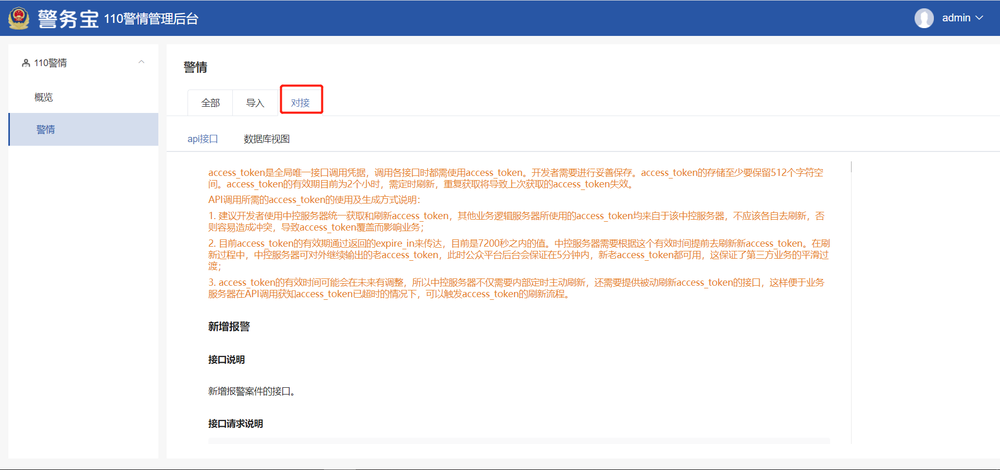 警务宝 110警情管理后台
admin
110警情
概览
警情
警情
全部 导入 对接
api接口 数据库视图
access_token是全局唯一接口调用凭据，调用各接口时都需使用access_token。开发者需要进行妥善保存。access_token的存储至少要保留512个字符空
间。access_token的有效期目前为2个小时，需定时刷新，重复获取将导致上次获取的access_token失效。
API调用所需的access_token的使用及生成方式说明：
1. 建议开发者使用中控服务器统一获取和刷新access_token，其他业务逻辑服务器所使用的access_token均来自于该中控服务器，不应该各自去刷新，否
则容易造成冲突，导致access_token覆盖而影响业务；
2. 目前access_token的有效期通过返回的expire_in来传达，目前是7200秒之内的值。中控服务器需要根据这个有效时间提前去刷新新access_token。在刷
新过程中，中控服务器可对外继续输出的老access_token，此时公众平台后台会保证在5分钟内，新老access_token都可用，这保证了第三方业务的平滑过
渡；
3. access_token的有效时间可能会在未来有调整，所以中控服务器不仅需要内部定时主动刷新，还需要提供被动刷新access_token的接口，这样便于业务
服务器在API调用获知access_token已超时的情况下，可以触发access_token的刷新流程。
新增报警
接口说明
新增报警案件的接口。
接口请求说明